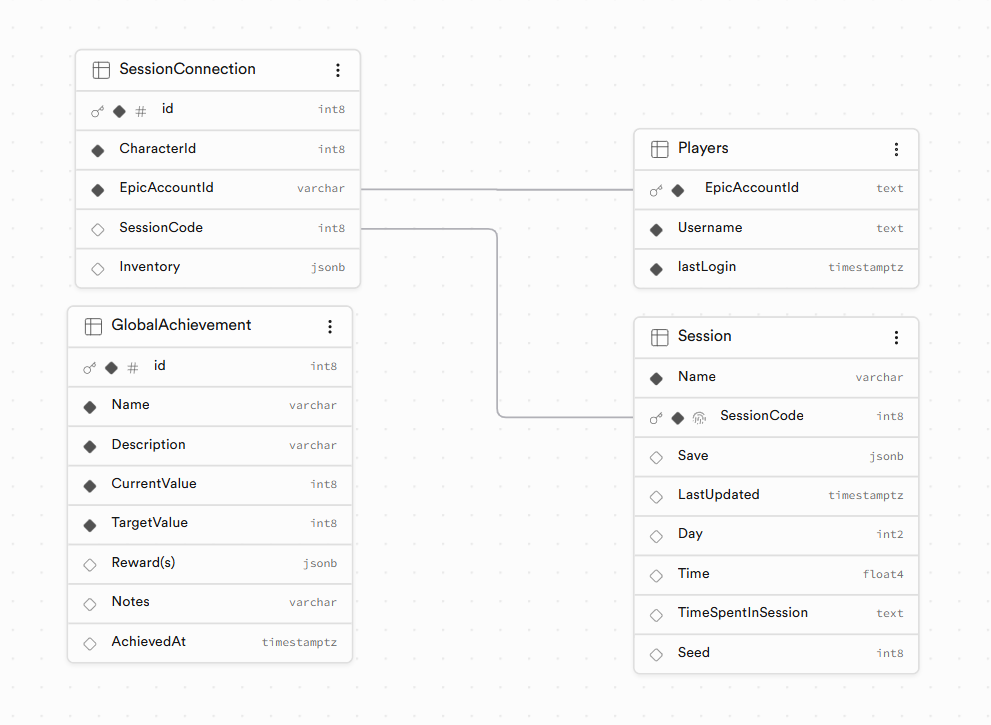 SessionConnection
id int8
CharacterId int8
EpicAccountId varchar
SessionCode int8
Inventory jsonb
Players
EpicAccountId text
Username text
lastLogin timestamptz
GlobalAchievement
id int8
Name varchar
Description varchar
CurrentValue int8
TargetValue int8
Reward(s) jsonb
Notes varchar
AchievedAt timestamptz
Session
Name varchar
SessionCode int8
Save jsonb
LastUpdated timestamptz
Day int2
Time float4
TimeSpentInSession text
Seed int8